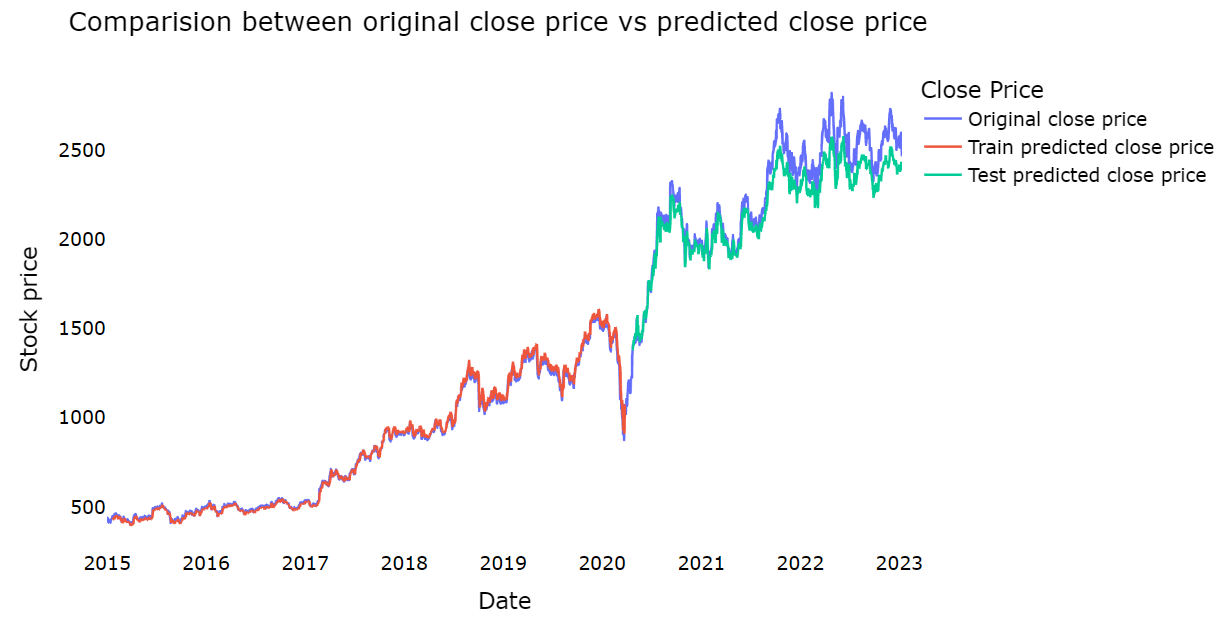 Comparision between original close price vs predicted close price
Close Price
Original close price
Train predicted close price
Test predicted close price
Stock price
2500
2000
1500
1000
500
2015 2016 2017 2018 2019 2020 2021 2022 2023
Date